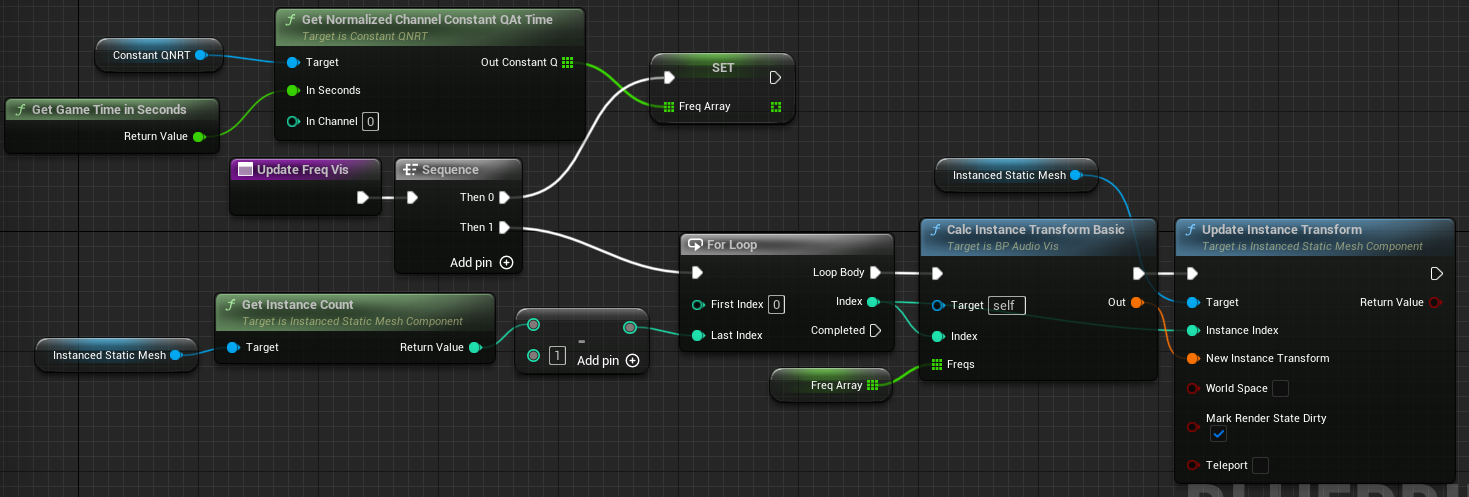 Get Normalized Channel Constant QAt Time
Target is Constant QNRT
Constant QNRT
Target
Out Constant Q
In Seconds
In Channel 0
Get Game Time in Seconds
Return Value
SET
Freq Array
Update Freq Vis
Sequence
Then 0
Then 1
Add pin
Get Instance Count
Target is Instanced Static Mesh Component
Instanced Static Mesh
Target
Return Value
-
1
Add pin
For Loop
Loop Body
First Index 0
Index
Last Index
Completed
Freq Array
Instanced Static Mesh
Calc Instance Transform Basic
Target is BP Audio Vis
Target self
Out
Index
Freqs
Update Instance Transform
Target is Instanced Static Mesh Component
Target
Return Value
Instance Index
New Instance Transform
World Space
Mark Render State Dirty
Teleport